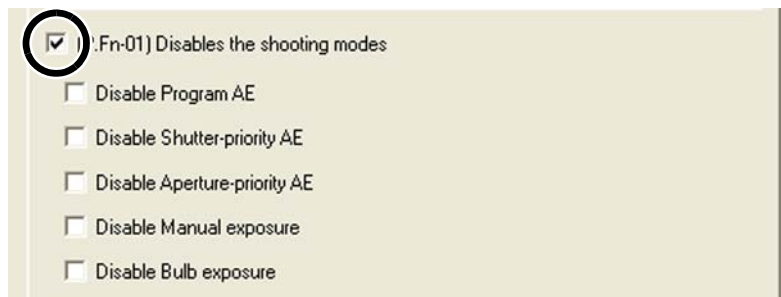 .Fn-01) Disables the shooting modes
Disable Program AE
Disable Shutter-priority AE
Disable Aperture-priority AE
Disable Manual exposure
Disable Bulb exposure